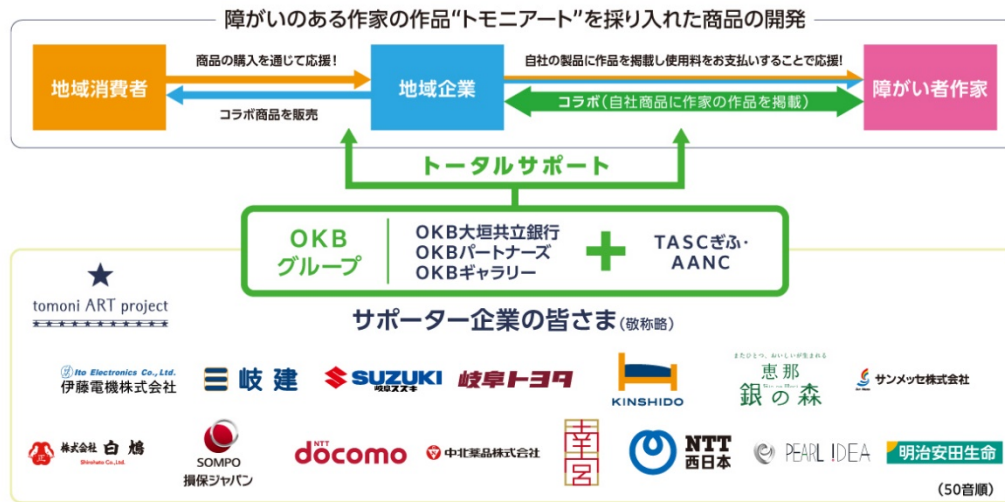 障がいのある作家の作品“トモニアート”を採り入れた商品の開発
地域消費者
商品の購入を通じて応援！
コラボ商品を販売
地域企業
自社の製品に作品を掲載し使用料をお支払いすることで応援！
コラボ（自社商品に作家の作品を掲載）
障がい者作家
トータルサポート
OKB
グループ
OKB大垣共立銀行
OKBパートナーズ
OKBギャラリー
TASCぎふ・
AANC
tomoni ART project
サポーター企業の皆さま（敬称略）
Ito Electronics Co., Ltd.
伊藤電機株式会社
岐建
SUZUKI
岐阜スズキ
岐阜トヨタ
KINSHIDO
またひとつ、おいしいが生まれる
恵那
銀の森
サンメッセ株式会社
株式会社 白鳩
Shirohato Co.,Ltd.
SOMPO
損保ジャパン
NTT
docomo
中北薬品株式会社
NTT
西日本
PEARL IDEA
明治安田生命
（50音順）